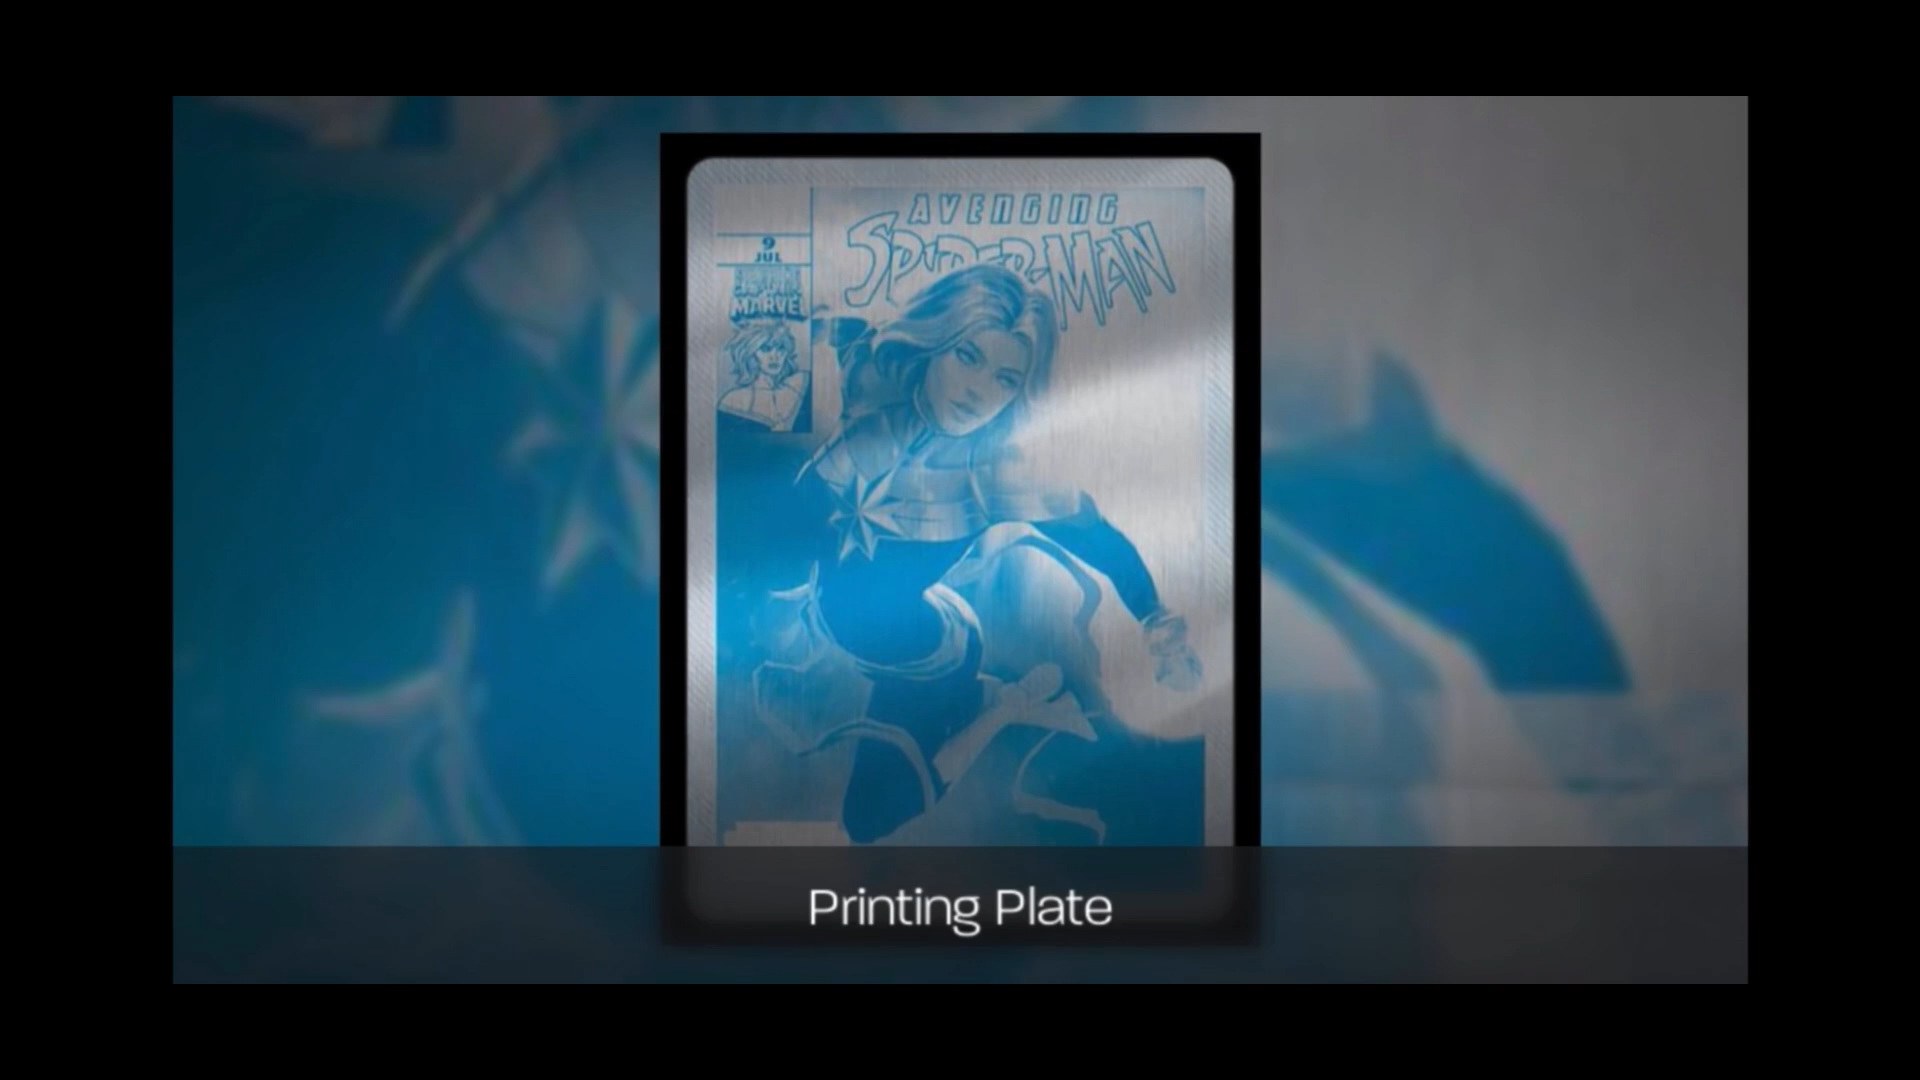 AVENGING
SPIDER-MAN
9
JUL
MARVEL
Printing Plate